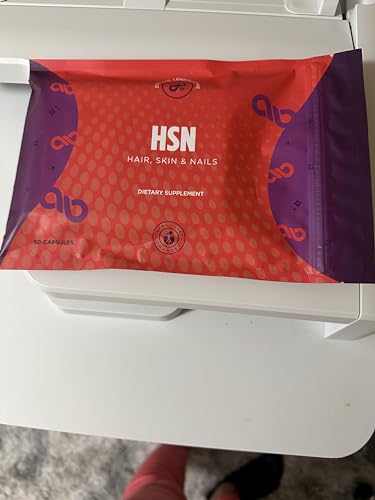 HSN
HAIR, SKIN & NAILS
DIETARY SUPPLEMENT
60 CAPSULES